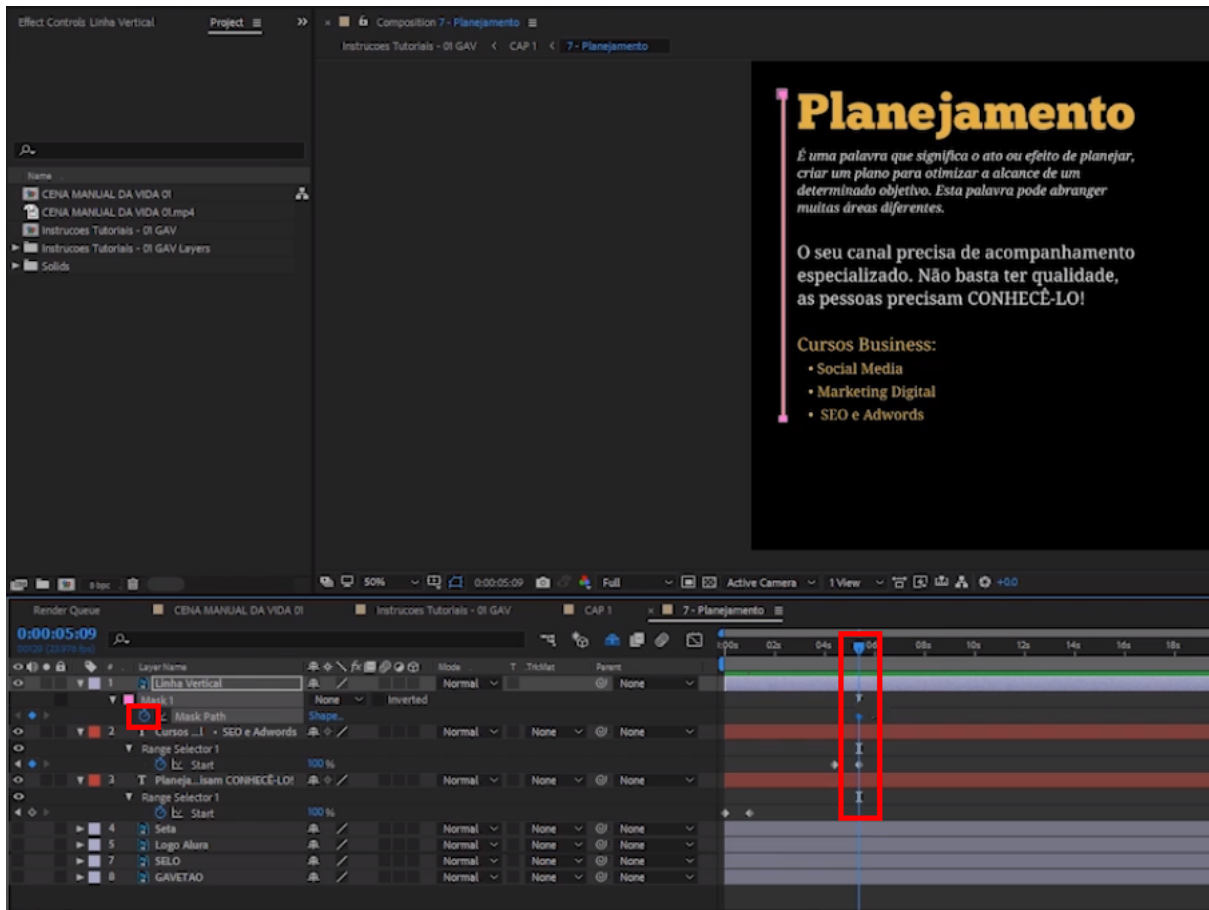 Effect Controls Linha Vertical
Project
Composition 7 - Planejamento
Instrucoes Tutoriais - 01 GAV
CAP 1
7 - Planejamento
Name
CENA MANUAL DA VIDA 01
CENA MANUAL DA VIDA 01.mp4
Instrucoes Tutoriais - 01 GAV
Instrucoes Tutoriais - 01 GAV Layers
Solids
Planejamento
É uma palavra que significa o ato ou efeito de planejar,
criar um plano para otimizar a alcance de um
determinado objetivo. Esta palavra pode abranger
muitas áreas diferentes.
O seu canal precisa de acompanhamento
especializado. Não basta ter qualidade,
as pessoas precisam CONHECÊ-LO!
Cursos Business:
• Social Media
• Marketing Digital
• SEO e Adwords
8 bpc
50% 0:00:05:09 Full Active Camera 1 View +0.0
Render Queue CENA MANUAL DA VIDA 01 Instrucoes Tutoriais - 01 GAV CAP 1 7 - Planejamento
0:00:05:09
00129 (23.976 fps)
02s 04s 06s 08s 10s 12s 14s 16s 18s
# Layer Name Mode T .TrkMat Parent
1 Linha Vertical Normal None
Mask 1 None Inverted
Mask Path Shape...
2 T Cursos ...l • SEO e Adwords Normal None None
Range Selector 1
Start 100 %
3 T Planeja...isam CONHECÊ-LO! Normal None None
Range Selector 1
Start 100 %
4 Seta Normal None None
5 Logo Alura Normal None None
7 SELO Normal None None
8 GAVETAO Normal None None